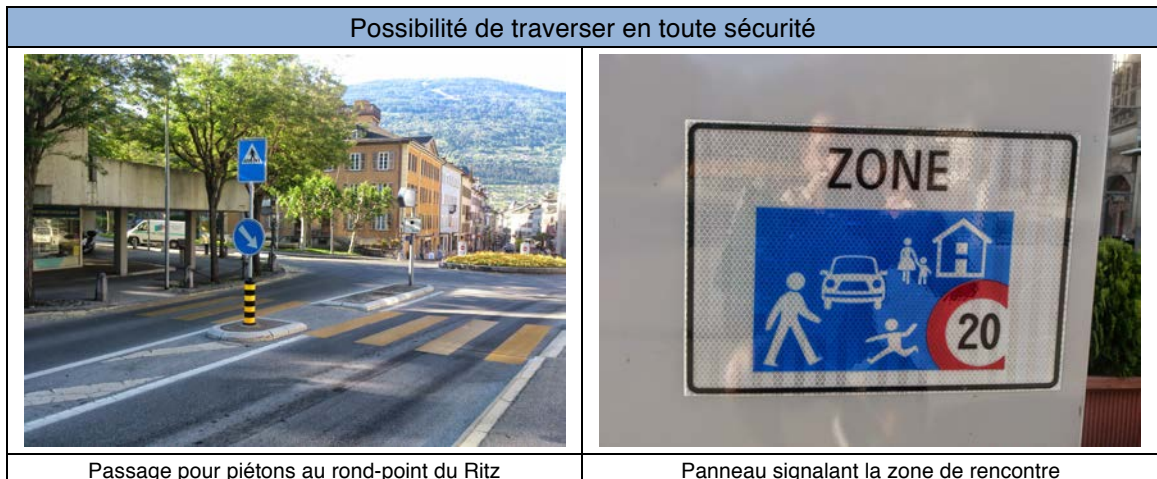 Possibilité de traverser en toute sécurité
ZONE
20
Passage pour piétons au rond-point du Ritz
Panneau signalant la zone de rencontre